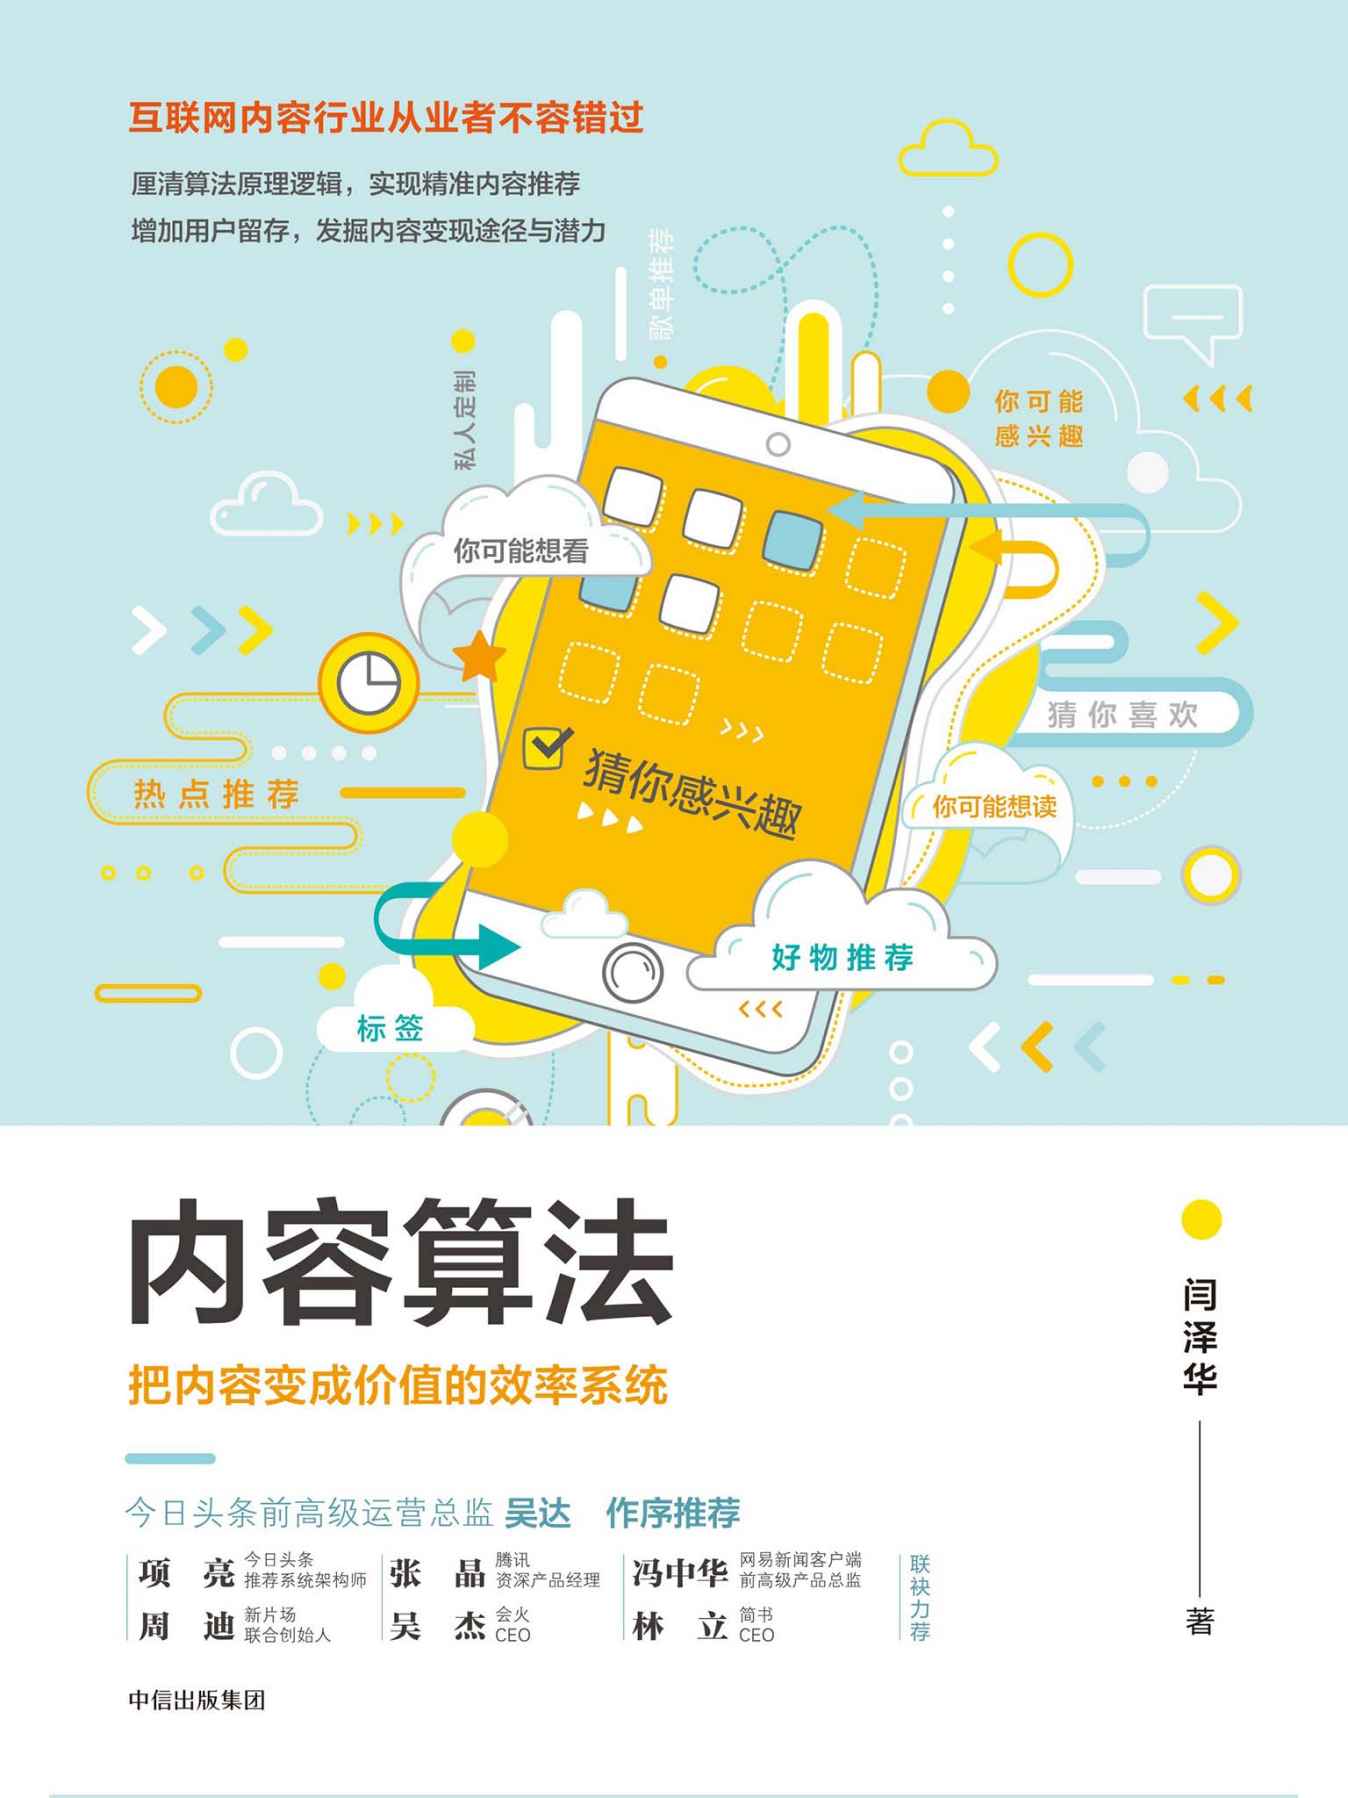 互联网内容行业从业者不容错过
厘清算法原理逻辑，实现精准内容推荐
增加用户留存，发掘内容变现途径与潜力
歌单推荐
私人定制
你可能
感兴趣
你可能想看
猜你喜欢
热点推荐
猜你感兴趣
你可能想读
好物推荐
标签
内容算法
把内容变成价值的效率系统
闫泽华
著
今日头条前高级运营总监 吴达 作序推荐
项 亮 今日头条 推荐系统架构师
张 晶 腾讯 资深产品经理
冯中华 网易新闻客户端 前高级产品总监
周 迪 新片场 联合创始人
吴 杰 会火 CEO
林 立 简书 CEO
联袂力荐
中信出版集团